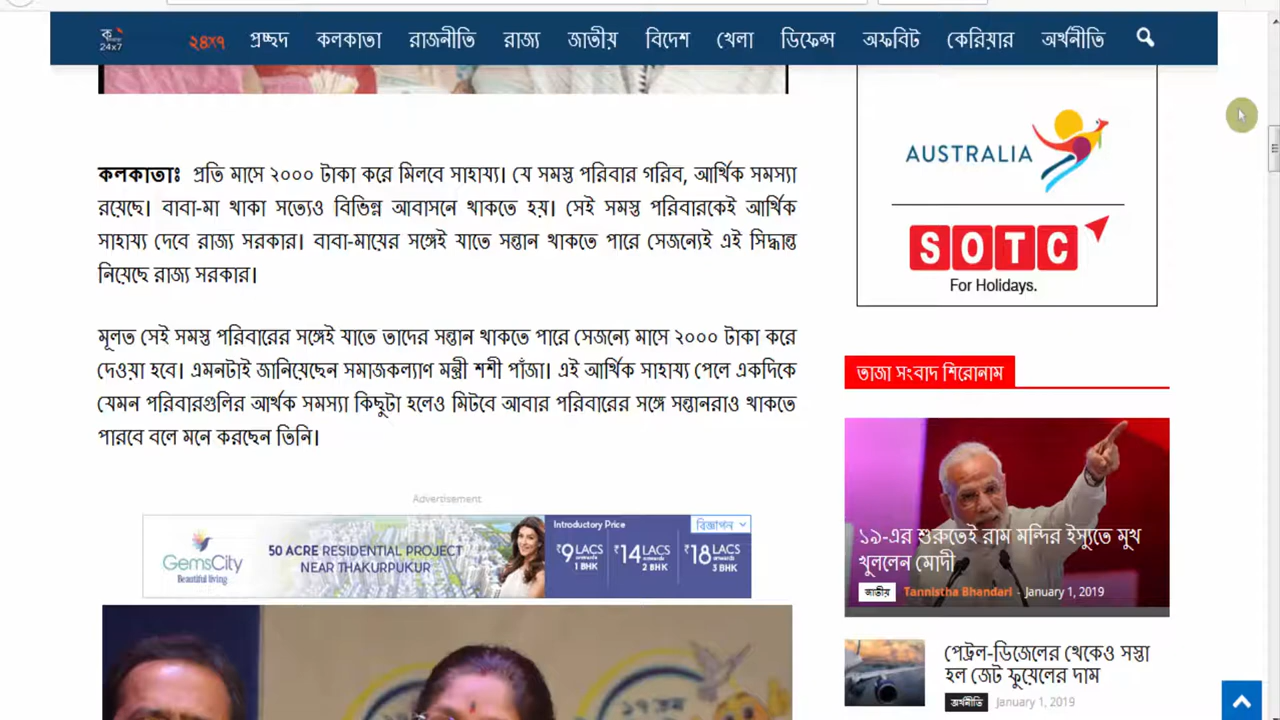 24x7
২৪x৭ প্রচ্ছদ কলকাতা রাজনীতি রাজ্য জাতীয় বিদেশ খেলা ডিফেন্স অফবিট কেরিয়ার অর্থনীতি
কলকাতাঃ প্রতি মাসে ২০০০ টাকা করে মিলবে সাহায্য। যে সমস্ত পরিবার গরিব, আর্থিক সমস্যা
রয়েছে। বাবা-মা থাকা সত্যেও বিভিন্ন আবাসনে থাকতে হয়। সেই সমস্ত পরিবারকেই আর্থিক
সাহায্য দেবে রাজ্য সরকার। বাবা-মায়ের সঙ্গেই যাতে সন্তান থাকতে পারে সেজন্যেই এই সিদ্ধান্ত
নিয়েছে রাজ্য সরকার।
মূলত সেই সমস্ত পরিবারের সঙ্গেই যাতে তাদের সন্তান থাকতে পারে সেজন্যে মাসে ২০০০ টাকা করে
দেওয়া হবে। এমনটাই জানিয়েছেন সমাজকল্যাণ মন্ত্রী শশী পাঁজা। এই আর্থিক সাহায্য পেলে একদিকে
যেমন পরিবারগুলির আর্থক সমস্যা কিছুটা হলেও মিটবে আবার পরিবারের সঙ্গে সন্তানরাও থাকতে
পারবে বলে মনে করছেন তিনি।
Advertisement
GemsCity
Beautiful living
50 ACRE RESIDENTIAL PROJECT
NEAR THAKURPUKUR
Introductory Price
বিজ্ঞাপন
₹9 LACS onwards 1 BHK
₹14 LACS onwards 2 BHK
₹18 LACS onwards 3 BHK
AUSTRALIA
SOTC
For Holidays.
তাজা সংবাদ শিরোনাম
১৯-এর শুরুতেই রাম মন্দির ইস্যুতে মুখ
খুললেন মোদী
জাতীয় Tannistha Bhandari - January 1, 2019
পেট্রল-ডিজেলের থেকেও সস্তা
হল জেট ফুয়েলের দাম
অর্থনীতি January 1, 2019